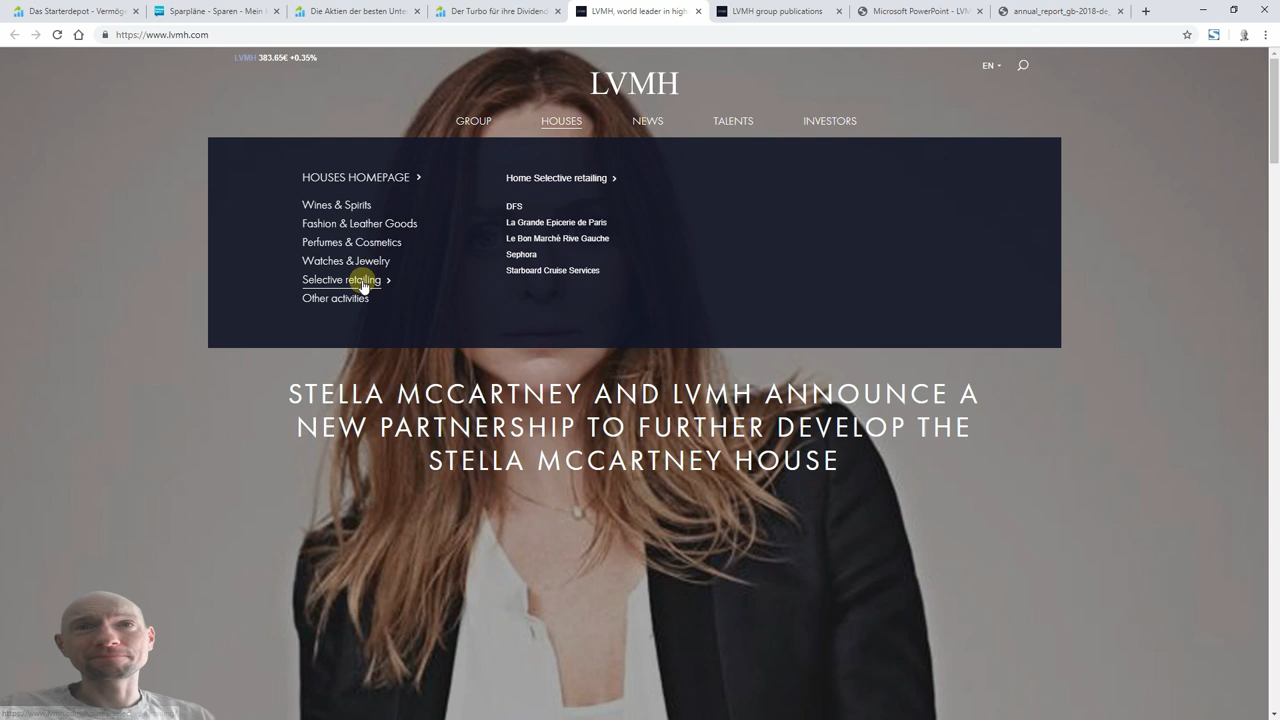 Das Starterdepot - Vermöge
Sparpläne - Sparen - Mein
Die Aktien der besten Unte
Der Turbo für ihre Dividend
LVMH, world leader in high
LVMH group publications
Microsoft PowerPoint - LVM
annual_report_gb-2018-de_
https://www.lvmh.com
LVMH 383.65€ +0.35%
EN
LVMH
GROUP
HOUSES
NEWS
TALENTS
INVESTORS
HOUSES HOMEPAGE
Wines & Spirits
Fashion & Leather Goods
Perfumes & Cosmetics
Watches & Jewelry
Selective retailing
Other activities
Home Selective retailing
DFS
La Grande Epicerie de Paris
Le Bon Marché Rive Gauche
Sephora
Starboard Cruise Services
STELLA MCCARTNEY AND LVMH ANNOUNCE A
NEW PARTNERSHIP TO FURTHER DEVELOP THE
STELLA MCCARTNEY HOUSE